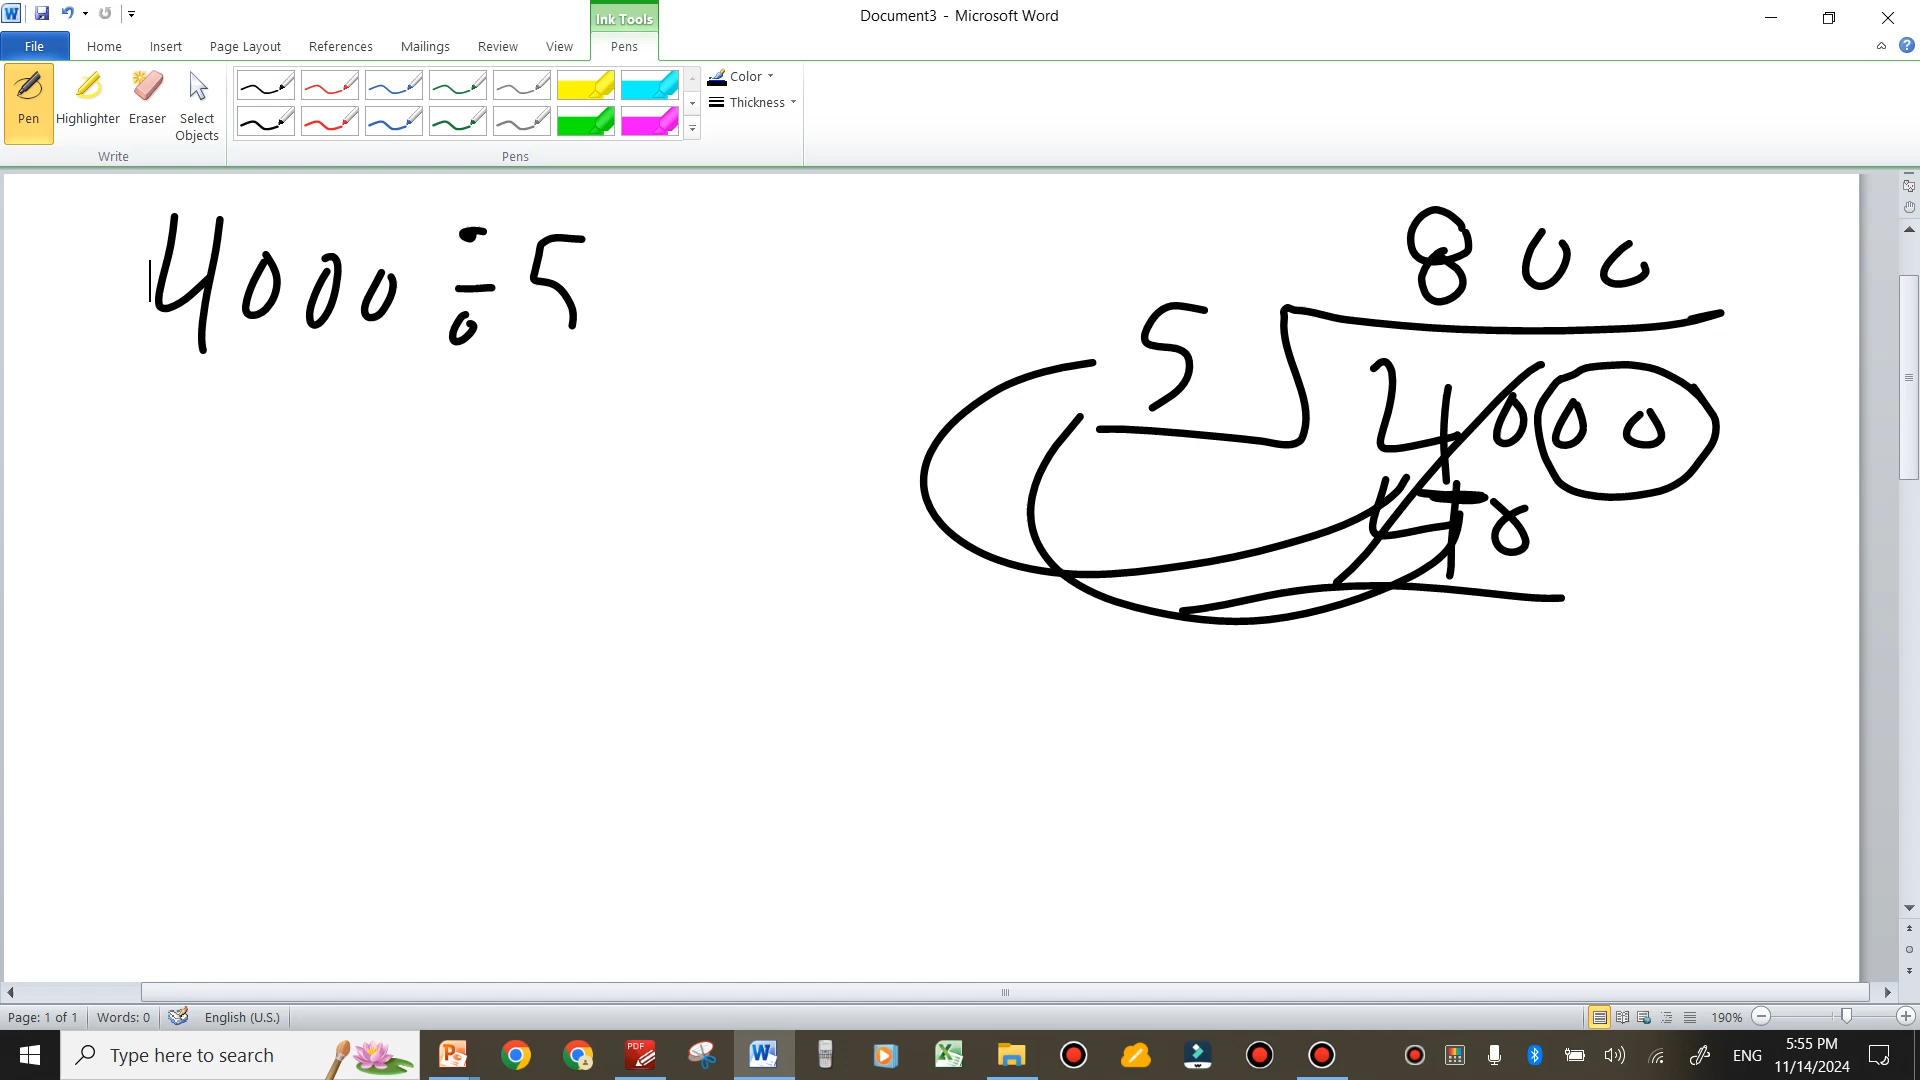 Document3 - Microsoft Word
Ink Tools
File Home Insert Page Layout References Mailings Review View Pens
Pen Highlighter Eraser Select Objects
Color
Thickness
Write Pens
4000 ÷ 5
800
5 4000
40
Page: 1 of 1 Words: 0 English (U.S.) 190%
Type here to search
PDF
ENG
5:55 PM
11/14/2024